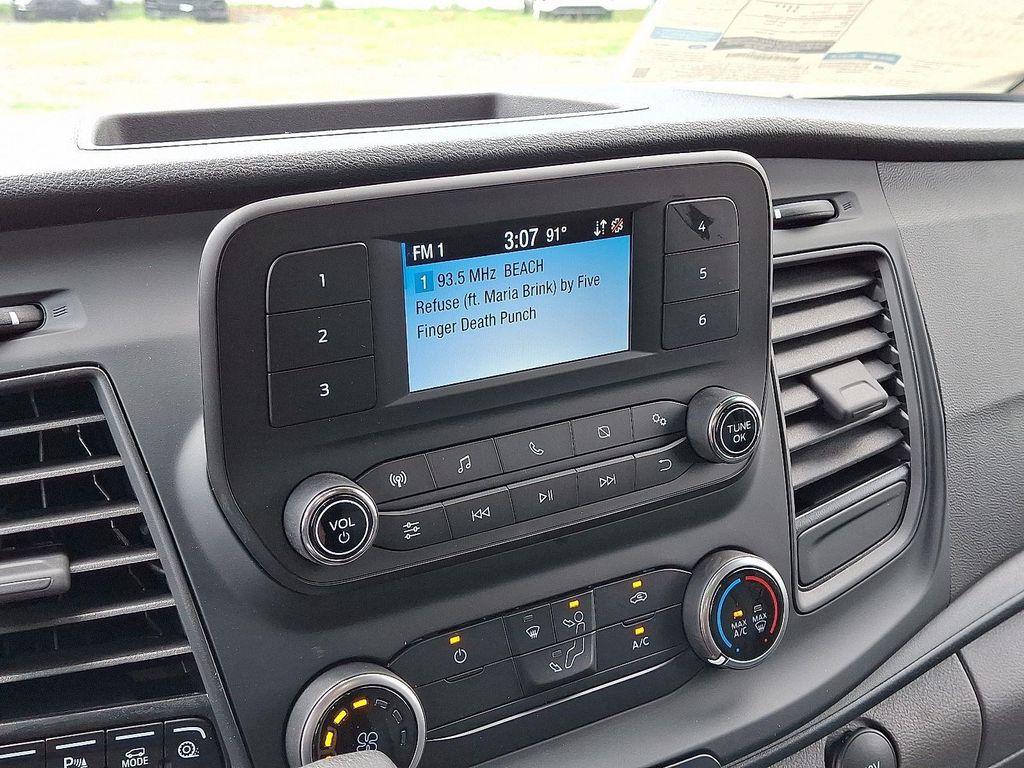 FM 1 3:07 91°
1 93.5 MHz BEACH
Refuse (ft. Maria Brink) by Five
Finger Death Punch
1
2
3
4
5
6
VOL
TUNE
OK
A/C
MAX
A/C
MAX
P
MODE